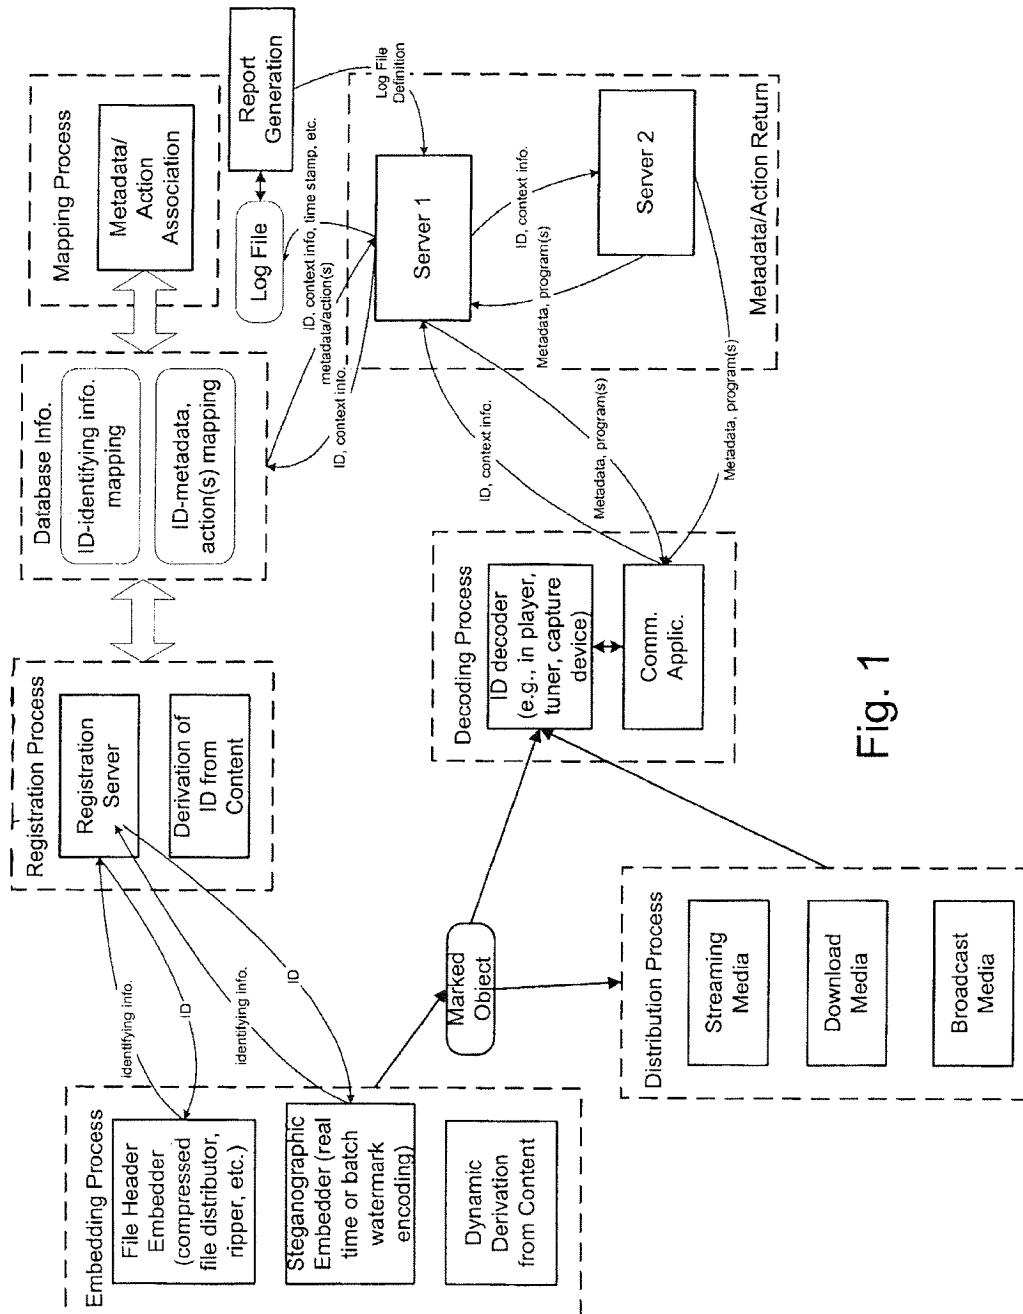 Embedding Process
File Header
Embedder
(compressed
file distributor,
ripper, etc.)
Steganographic
Embedder (real
time or batch
watermark
encoding)
Dynamic
Derivation
from Content
identifying info.
ID
identifying info.
ID
Registration Process
Registration
Server
Derivation of
ID from
Content
Database Info.
ID-identifying info.
mapping
ID-metadata,
action(s) mapping
Mapping Process
Metadata/
Action
Association
Marked
Object
Distribution Process
Streaming
Media
Download
Media
Broadcast
Media
Decoding Process
ID decoder
(e.g., in player,
tuner, capture
device)
Comm.
Applic.
ID, context info.
metadata/action(s)
ID, context info, time stamp, etc.
Log File
Report
Generation
Log File
Definition
ID, context info.
Metadata, program(s)
Metadata, program(s)
Server 1
ID, context info.
Metadata, program(s)
Server 2
Metadata/Action Return
Fig. 1